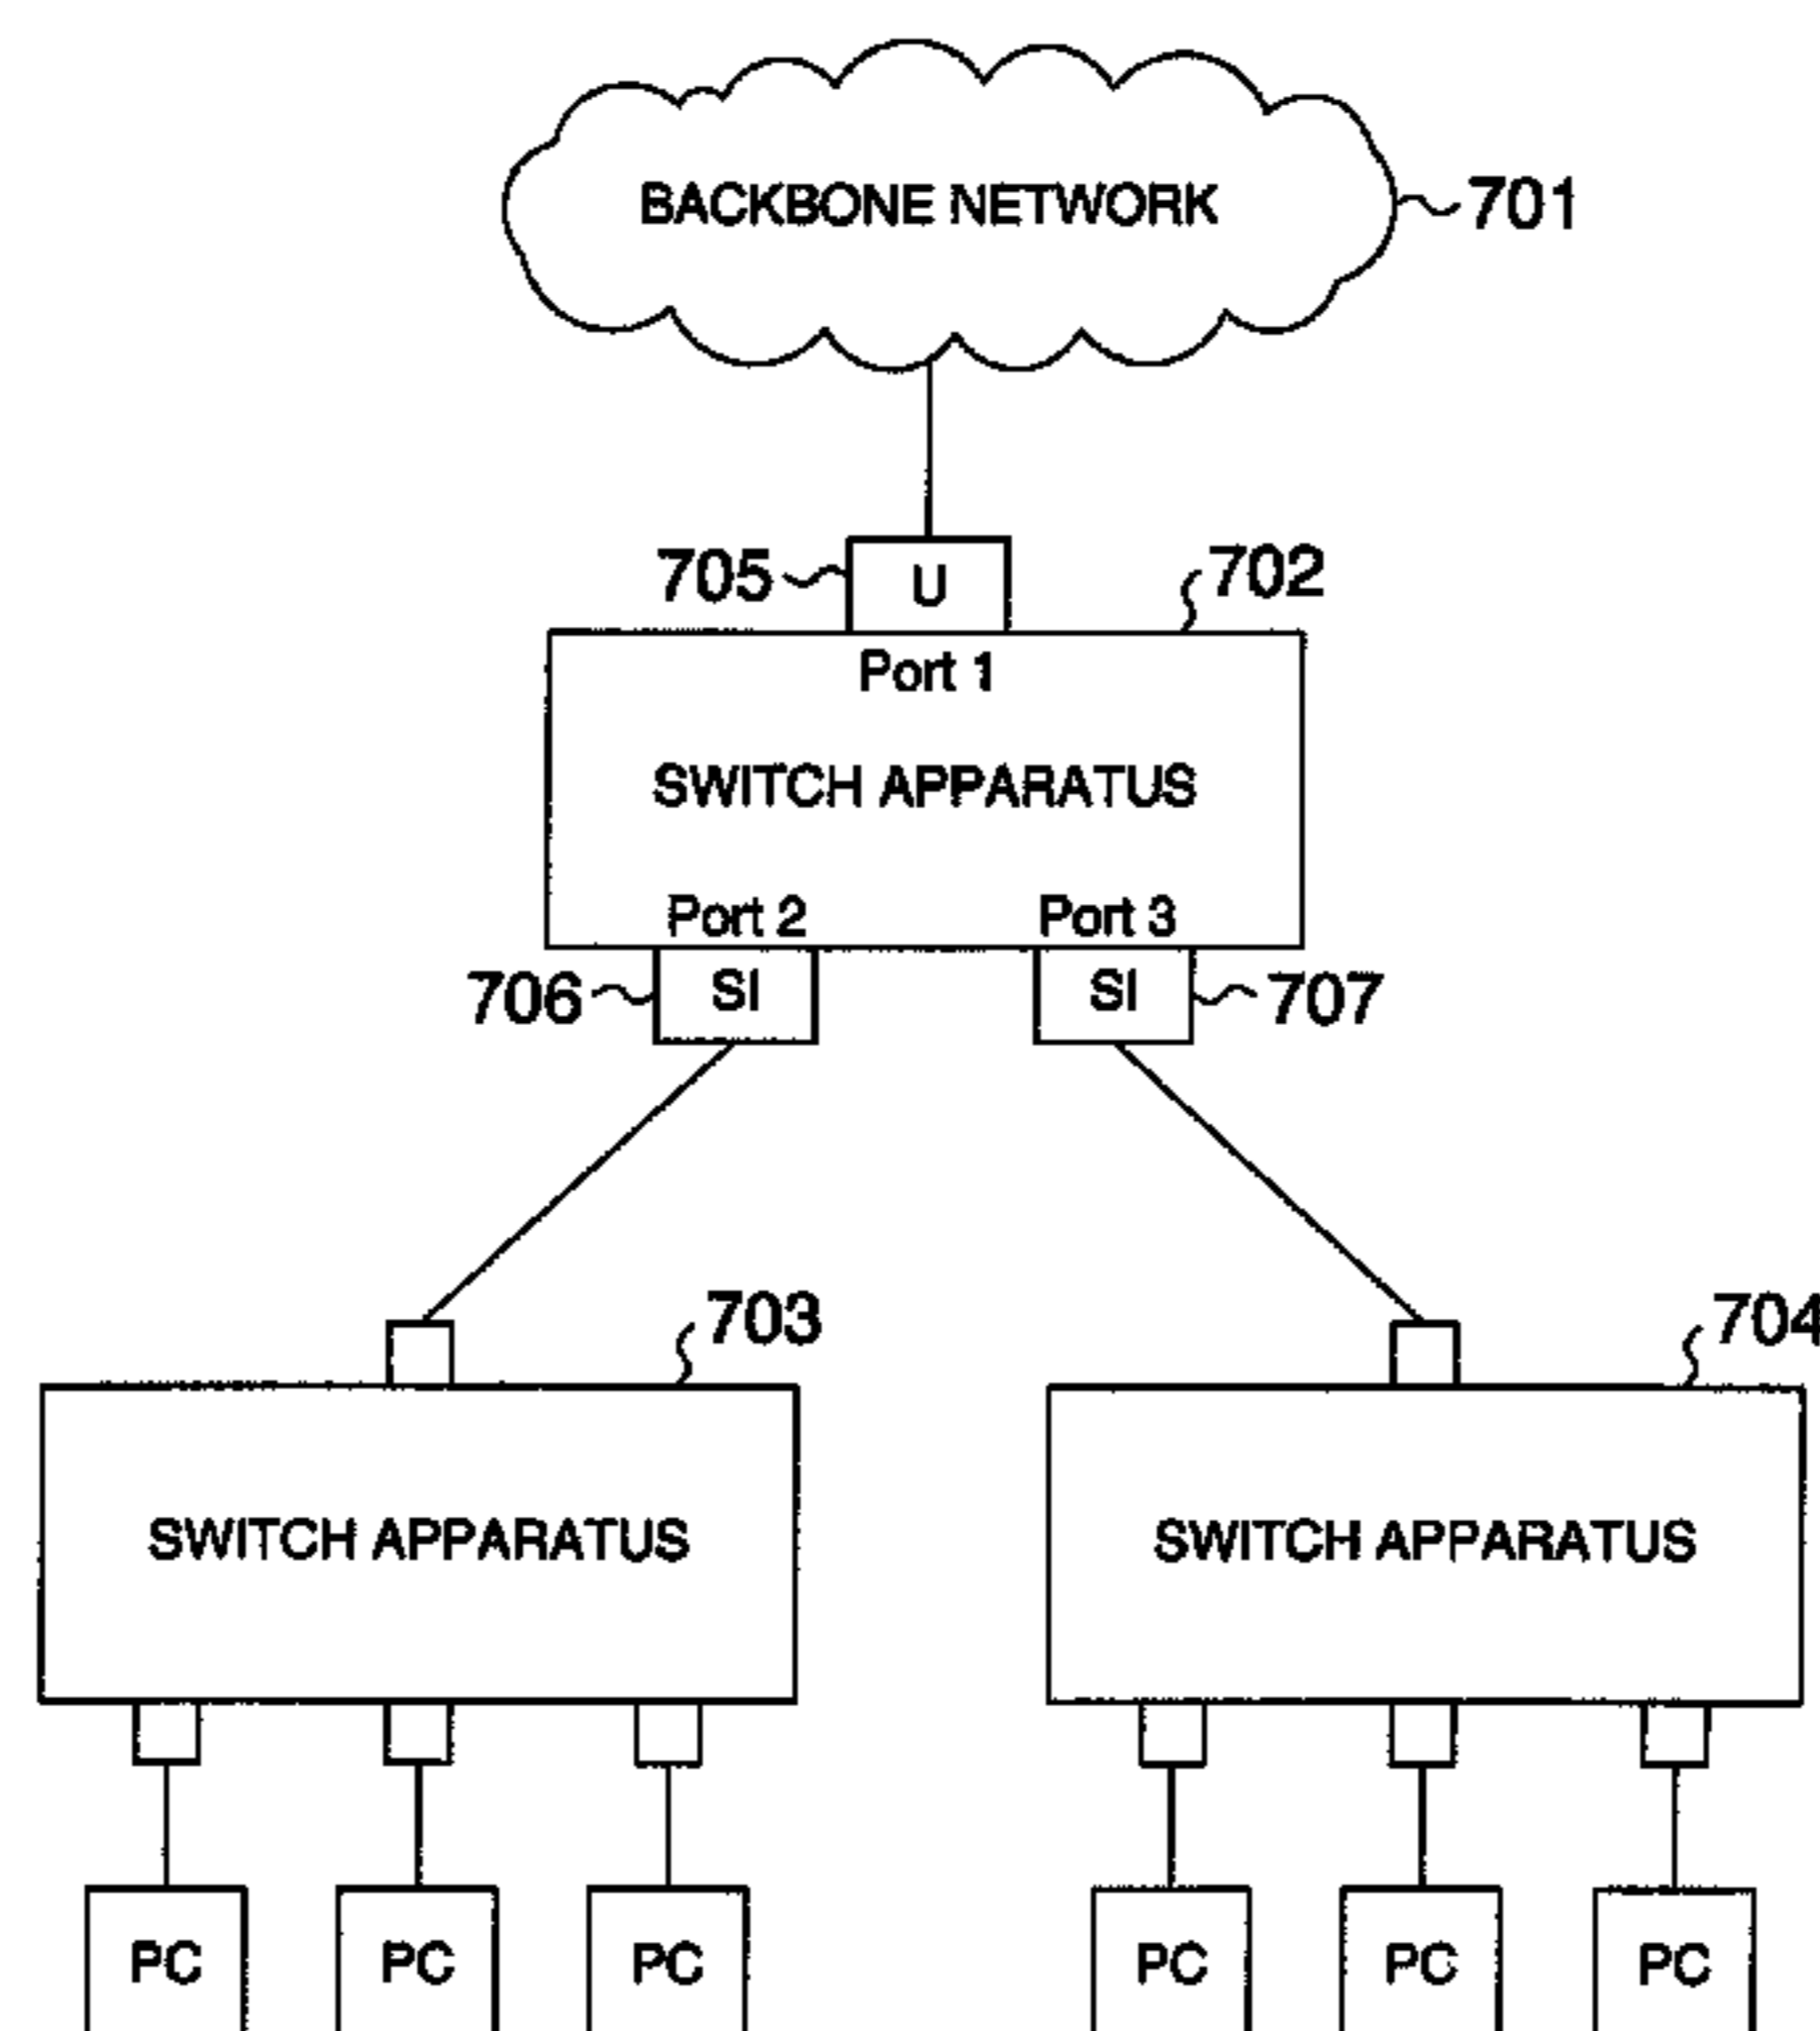 BACKBONE NETWORK
701
705
U
702
Port 1
SWITCH APPARATUS
Port 2
Port 3
706
SI
SI
707
703
704
SWITCH APPARATUS
SWITCH APPARATUS
PC
PC
PC
PC
PC
PC